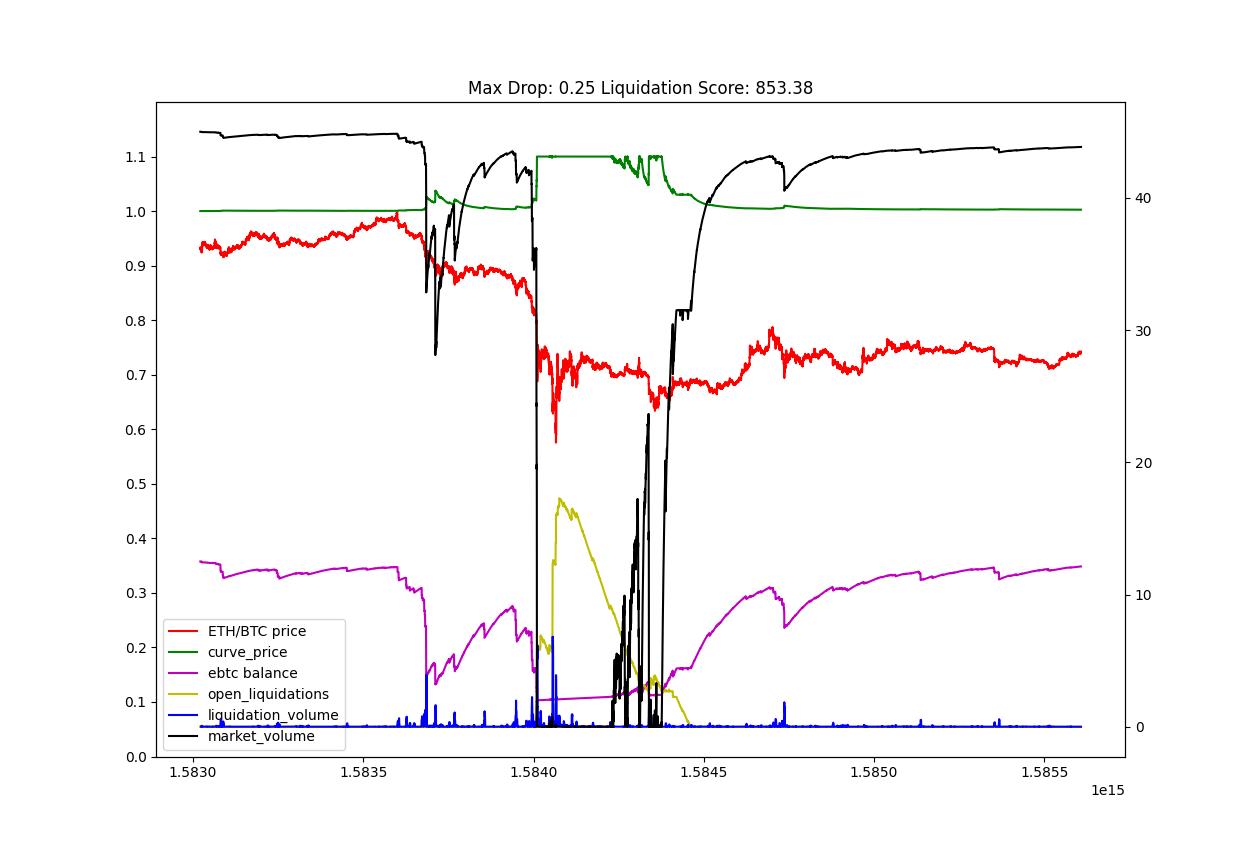 Max Drop: 0.25 Liquidation Score: 853.38
1.1
1.0
0.9
0.8
0.7
0.6
0.5
0.4
0.3
0.2
0.1
0.0
40
30
20
10
0
ETH/BTC price
curve_price
ebtc balance
open_liquidations
liquidation_volume
market_volume
1.5830
1.5835
1.5840
1.5845
1.5850
1.5855
1e15